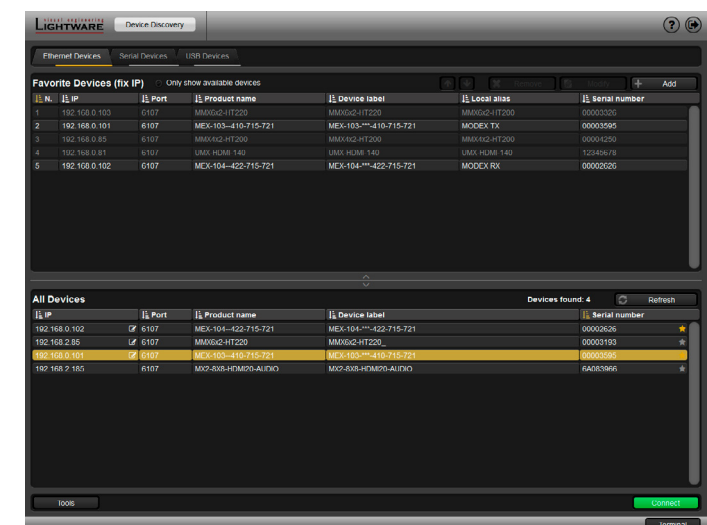 visual engineering
LIGHTWARE Device Discovery ?
Ethernet Devices Serial Devices USB Devices
Favorite Devices (fix IP) Only show available devices Remove Modify Add
N. IP Port Product name Device label Local alias Serial number
1 192.168.0.100 6107 MMX6x2-HT220 MMX6x2-HT220 MMX6x2-HT200
2 192.168.0.101 6107 MEX-103--410-715-721 MEX-103-***-410-715-721 MODEX TX 00003595
3 192.168.0.85 6107 MMX4x2-HT200 MMX4x2-HT200 MMX4x2-HT200 00004250
4 192.168.0.81 6107 UMX HDMI 140 UMX HDMI 140 UMX HDMI 140 12345678
5 192.168.0.102 6107 MEX-104--422-715-721 MEX-104-***-422-715-721 MODEX RX 00002626
All Devices Devices found: 4 Refresh
IP Port Product name Device label Serial number
192.168.0.102 6107 MEX-104--422-715-721 MEX-104-***-422-715-721 00002626
192.168.2.85 6107 MMX6x2-HT220 MMX6x2-HT220_ 00003193
192.168.0.101 6107 MEX-103--410-715-721 MEX-103-***-410-715-721 00003595
192.168.2.185 6107 MX2-8X8-HDMI20-AUDIO MX2-8X8-HDMI20-AUDIO 6A083966
Tools Connect
Terminal